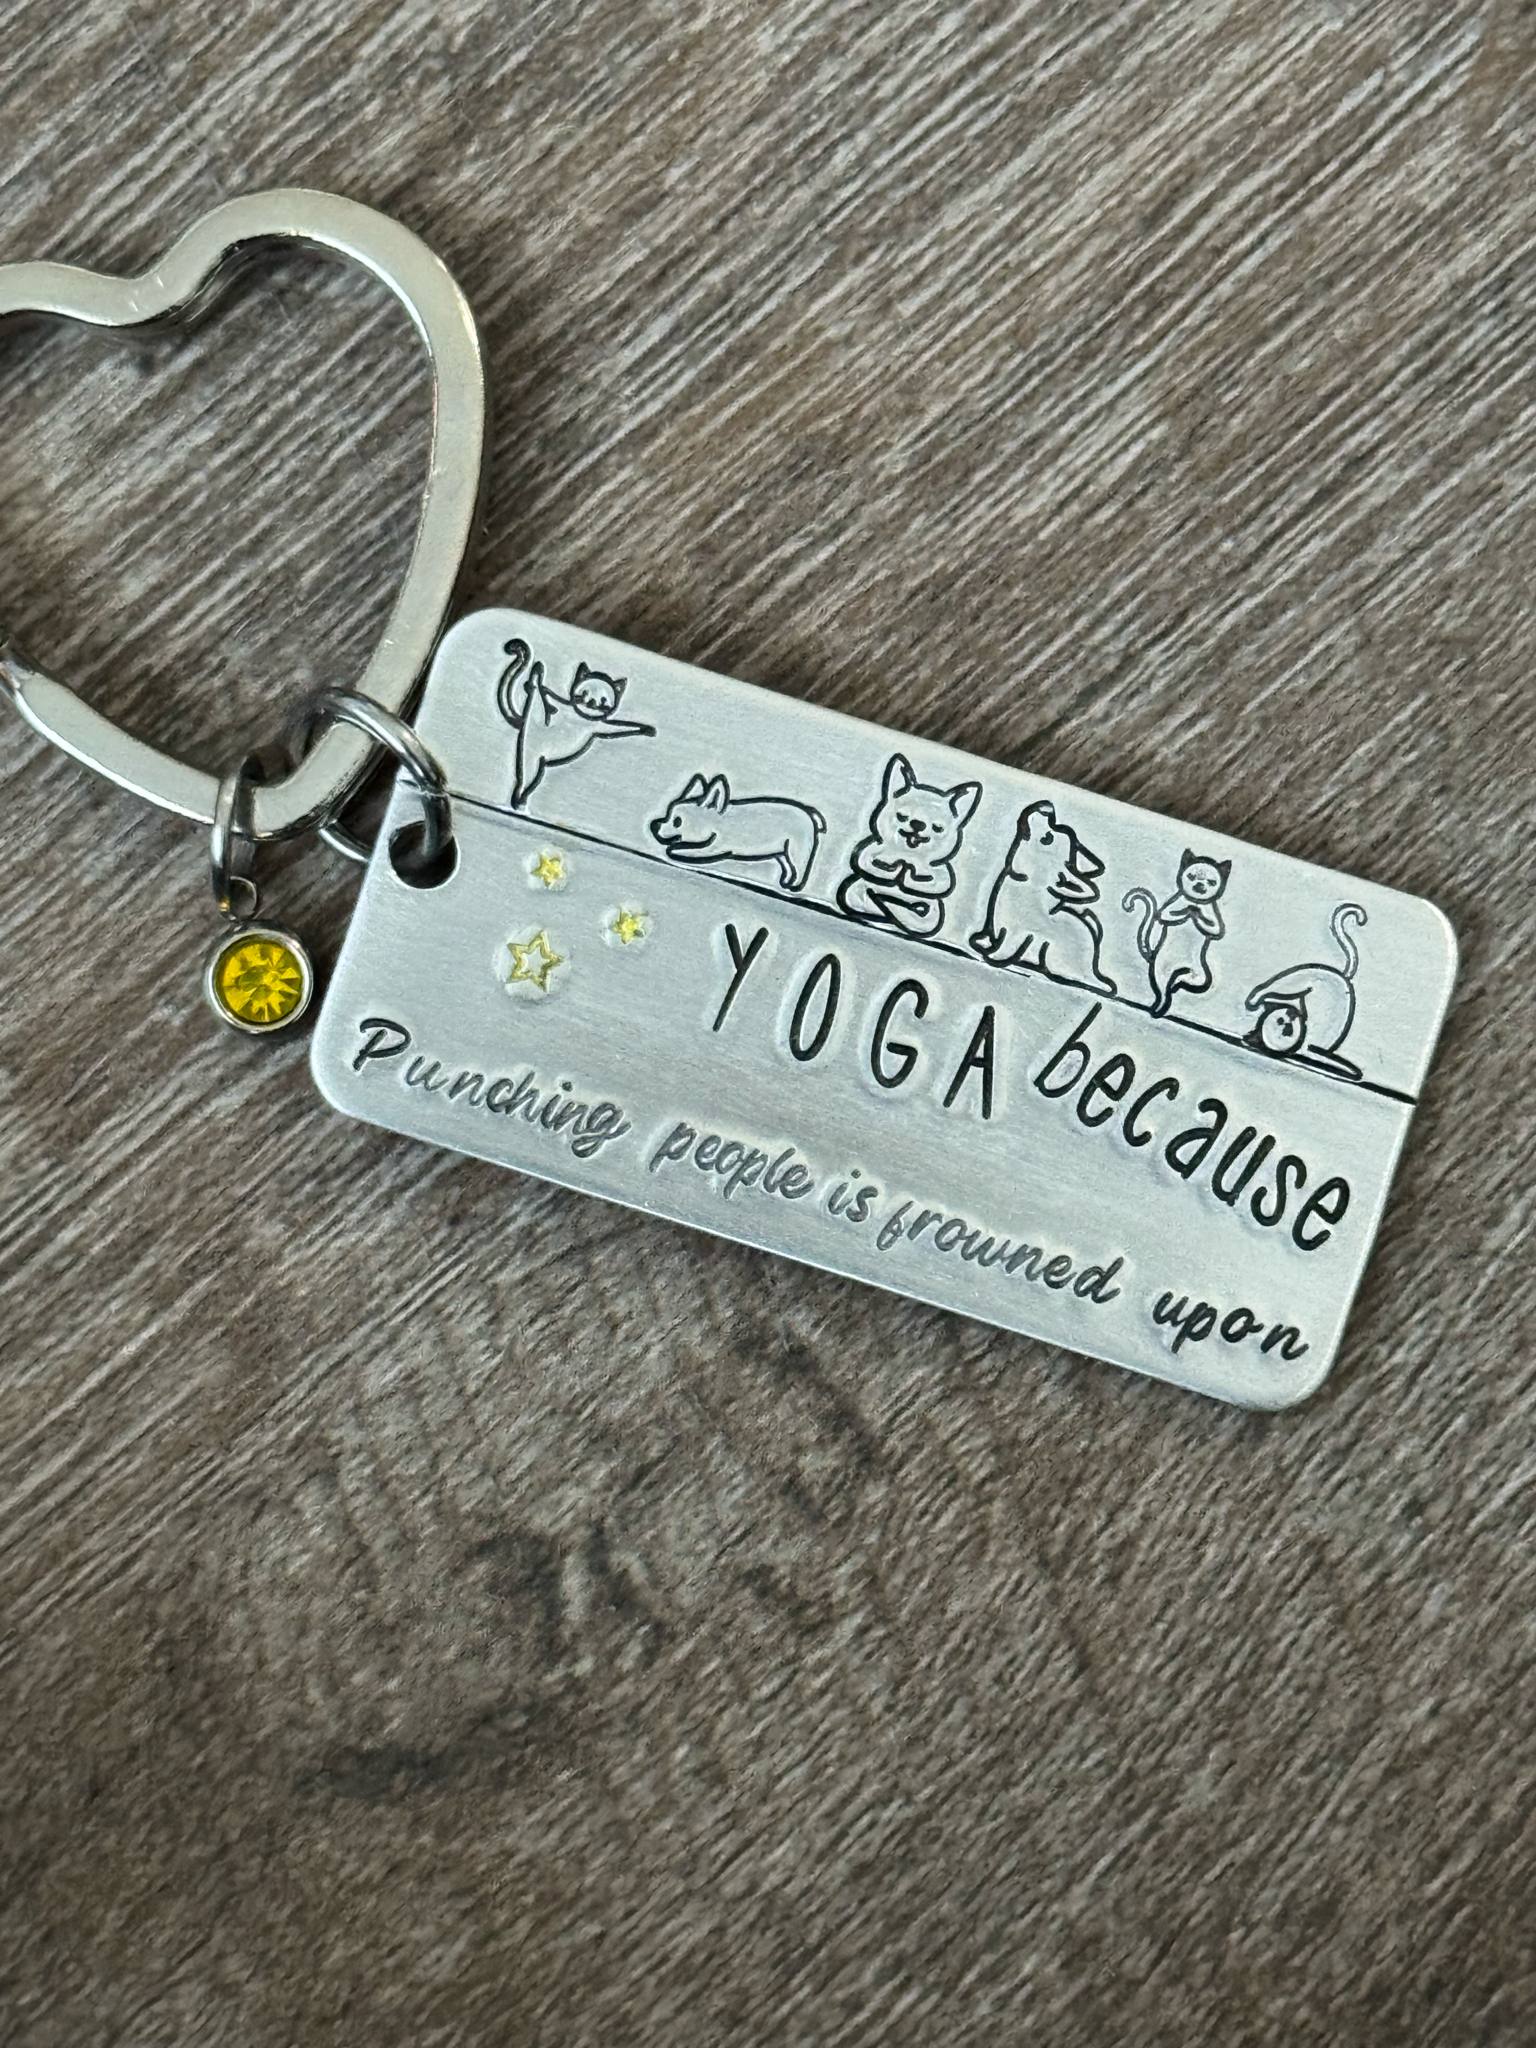 YOGA because
Punching people is frowned upon